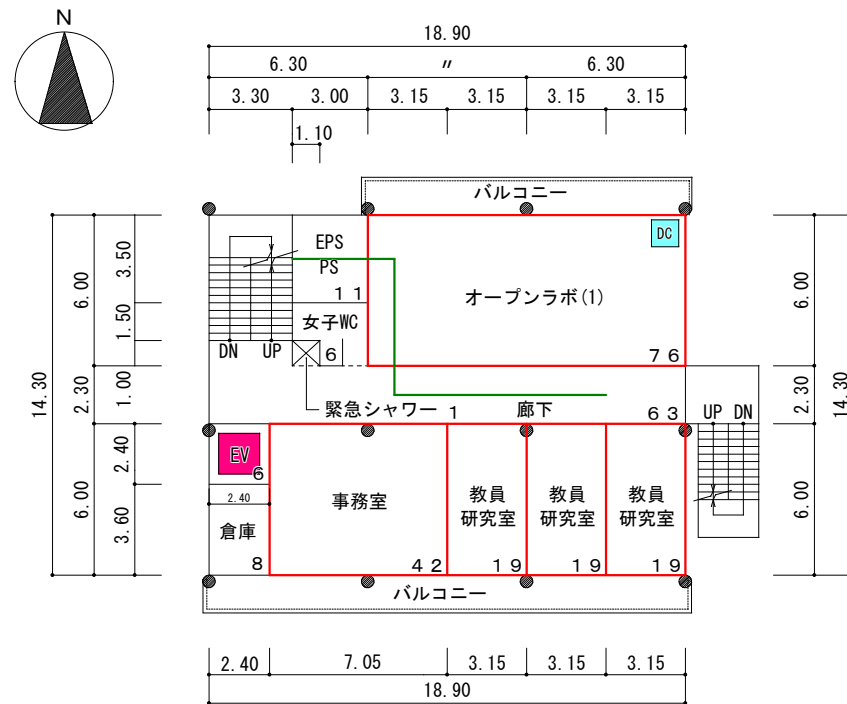 N
18.90
6.30 〃 6.30
3.30 3.00 3.15 3.15 3.15 3.15
1.10
バルコニー
DC
EPS
PS
11
オープンラボ(1)
女子WC
6
76
DN UP
緊急シャワー
1
廊下
63
UP DN
EV
6
2.40
倉庫
8
事務室
42
教員
研究室
19
教員
研究室
19
教員
研究室
19
バルコニー
14.30
6.00
2.30
6.00
3.50
1.50
1.00
2.40
3.60
6.00
2.30
6.00
14.30
2.40 7.05 3.15 3.15 3.15
18.90